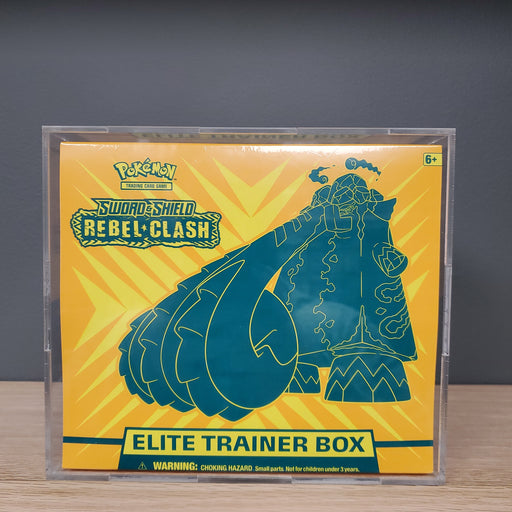 POKéMON
TRADING CARD GAME
6+
SWORD & SHIELD
REBEL CLASH
ELITE TRAINER BOX
WARNING: CHOKING HAZARD. Small parts. Not for children under 3 years.